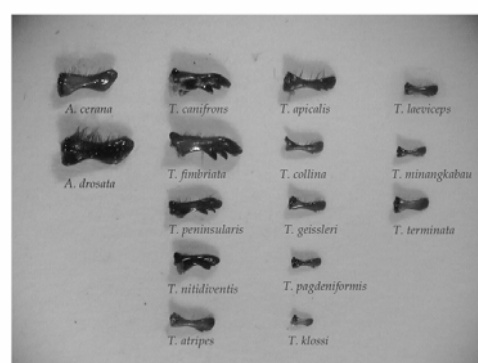 A. cerana
T. canifrons
T. apicalis
T. laeviceps
A. drosata
T. fimbriata
T. collina
T. minangkabau
T. peninsularis
T. geissleri
T. terminata
T. nitidiventis
T. pagdeniformis
T. atripes
T. klossi